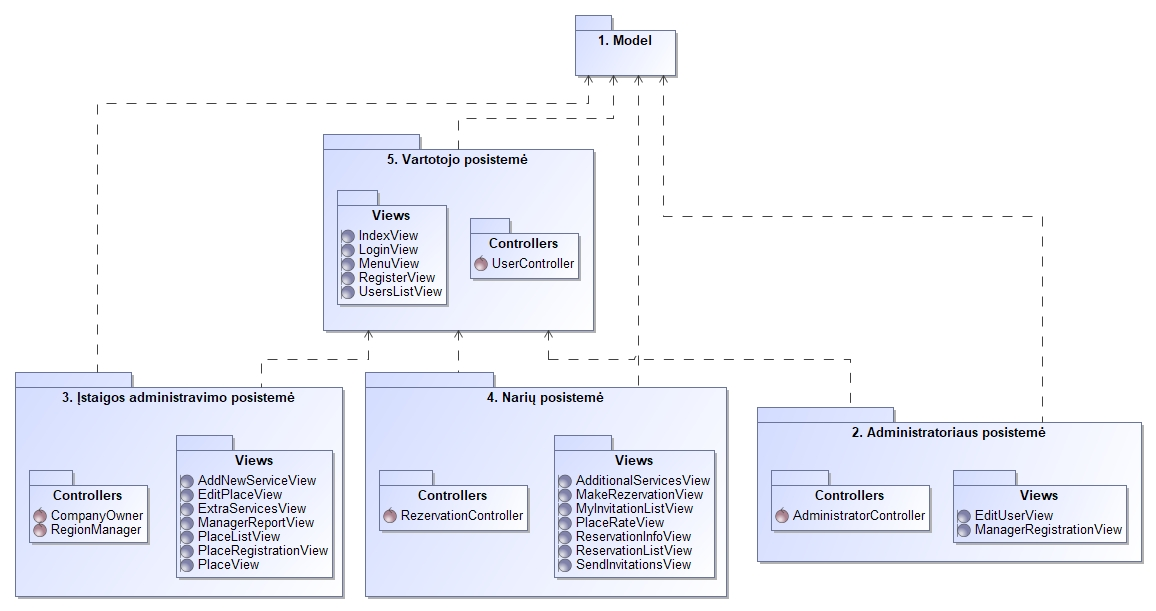 1. Model
5. Vartotojo posistemė
Views
IndexView
LoginView
MenuView
RegisterView
UsersListView
Controllers
UserController
3. Įstaigos administravimo posistemė
Controllers
CompanyOwner
RegionManager
Views
AddNewServiceView
EditPlaceView
ExtraServicesView
ManagerReportView
PlaceListView
PlaceRegistrationView
PlaceView
4. Narių posistemė
Controllers
RezervationController
Views
AdditionalServicesView
MakeRezervationView
MyInvitationListView
PlaceRateView
ReservationInfoView
ReservationListView
SendInvitationsView
2. Administratoriaus posistemė
Controllers
AdministratorController
Views
EditUserView
ManagerRegistrationView